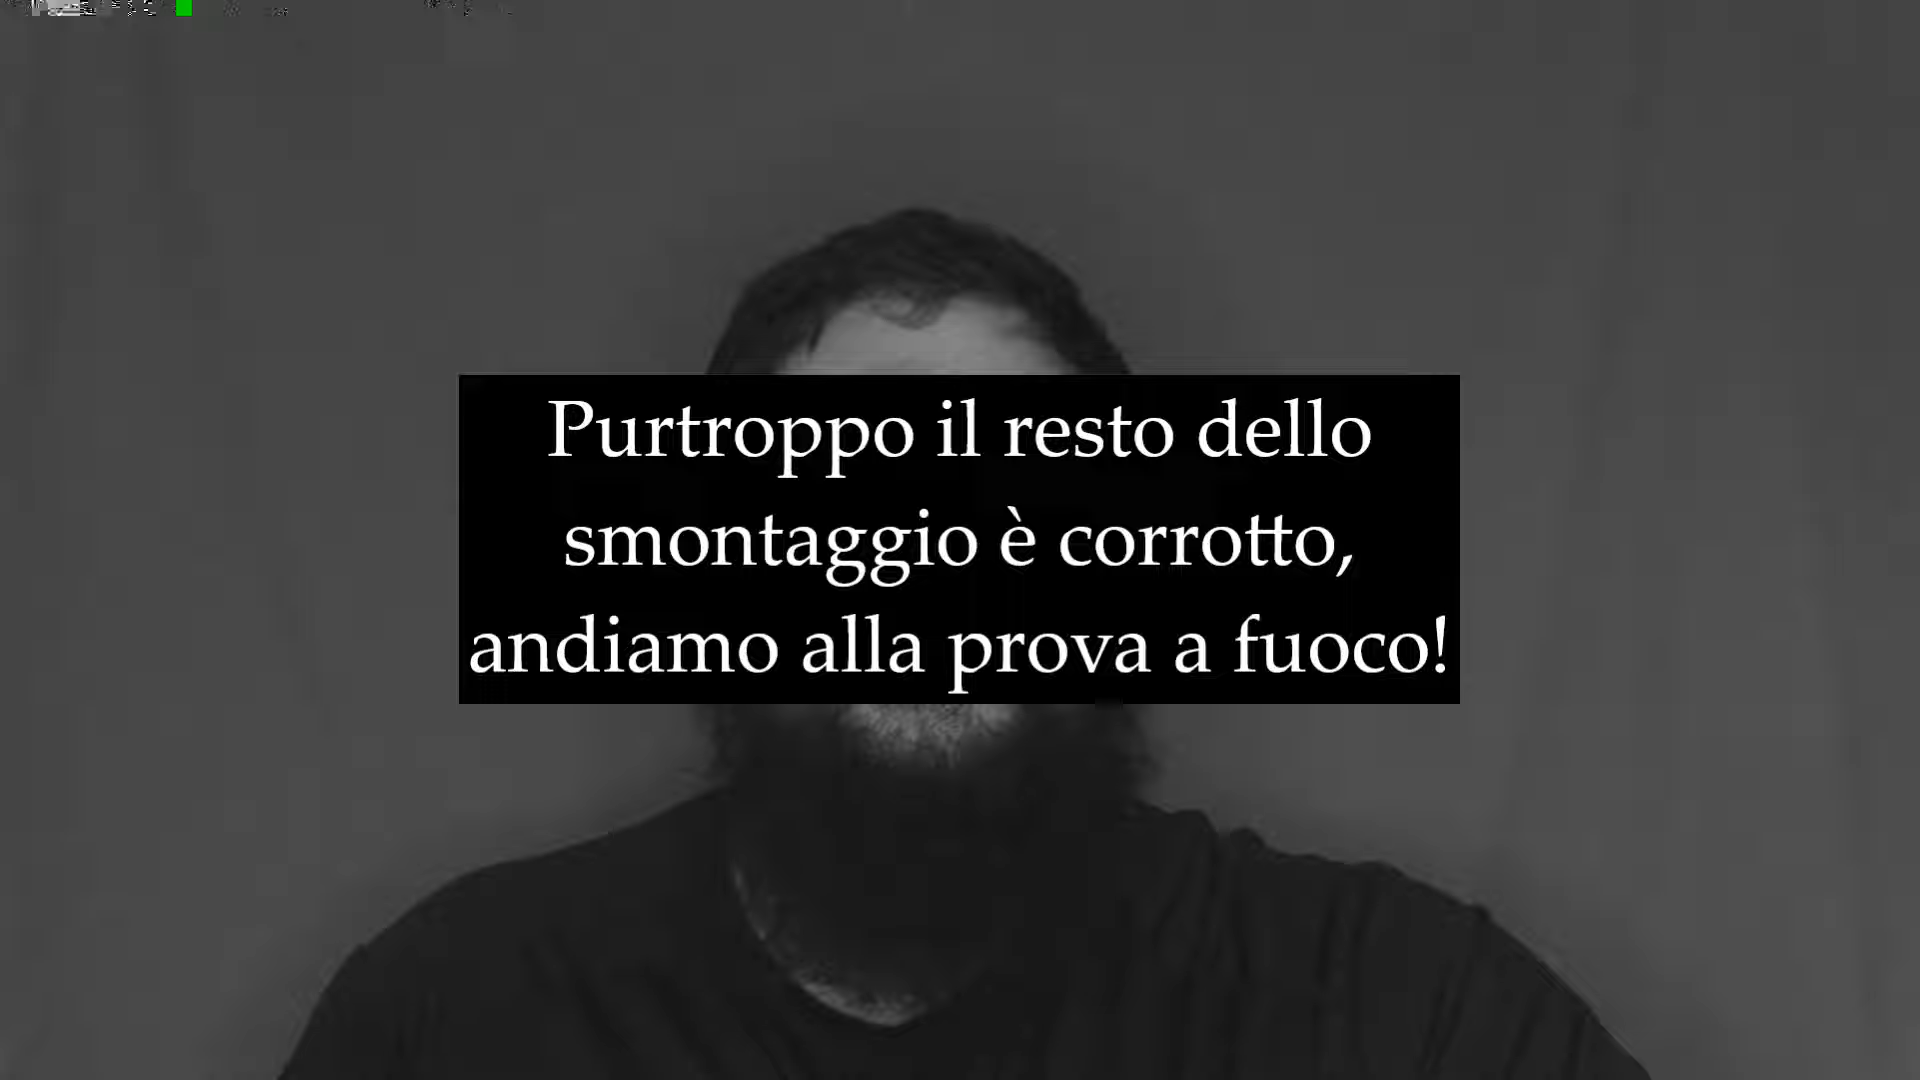 Purtroppo il resto dello
smontaggio è corrotto,
andiamo alla prova a fuoco!